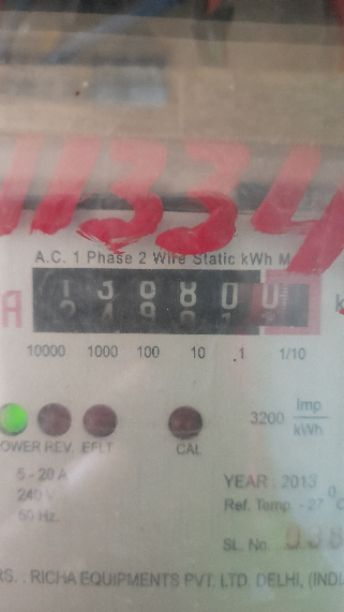 11334
A.C. 1 Phase 2 Wire Static kWh M
A
10000 1000 100 10 1 1/10
3200 imp/kWh
POWER REV. EFLT CAL
5 - 20 A
240 V
50 Hz.
YEAR : 2013
Ref. Temp. - 27 0 C
SL. No.
RS. : RICHA EQUIPMENTS PVT. LTD. DELHI, (INDI